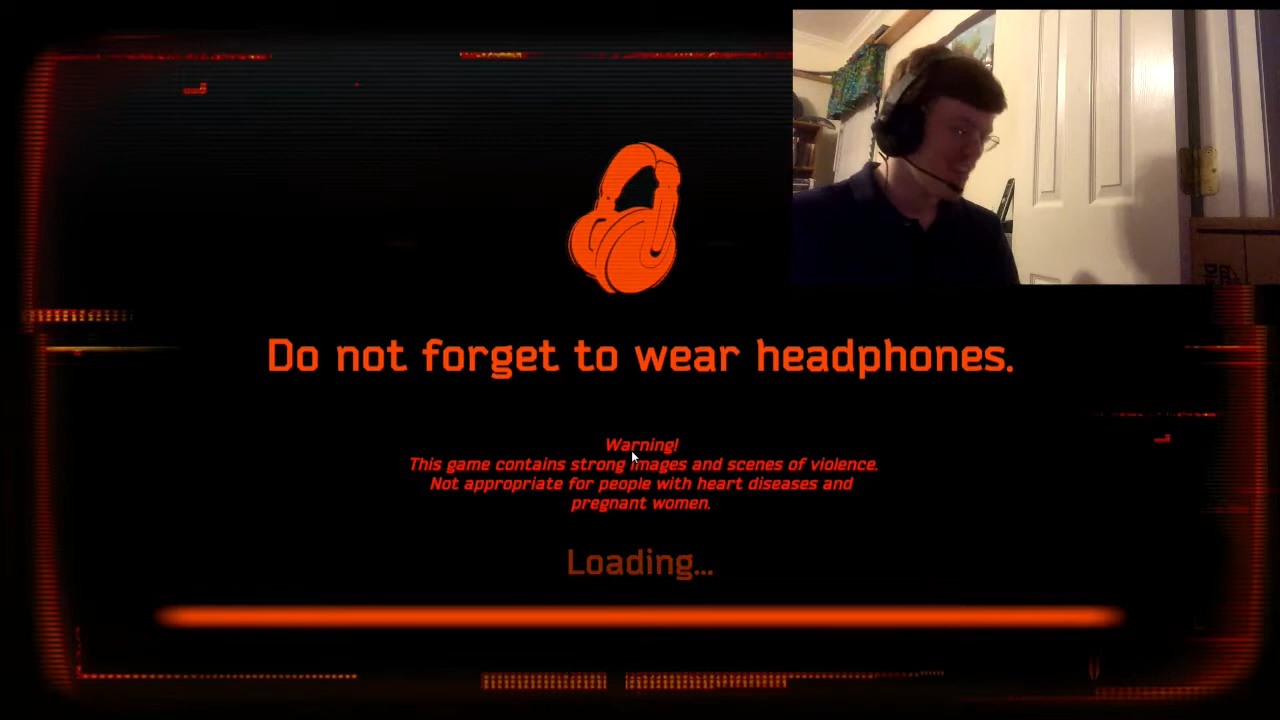 Do not forget to wear headphones.
Warning!
This game contains strong images and scenes of violence.
Not appropriate for people with heart diseases and
pregnant women.
Loading...